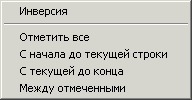 Инверсия
Отметить все
С начала до текущей строки
С текущей до конца
Между отмеченными